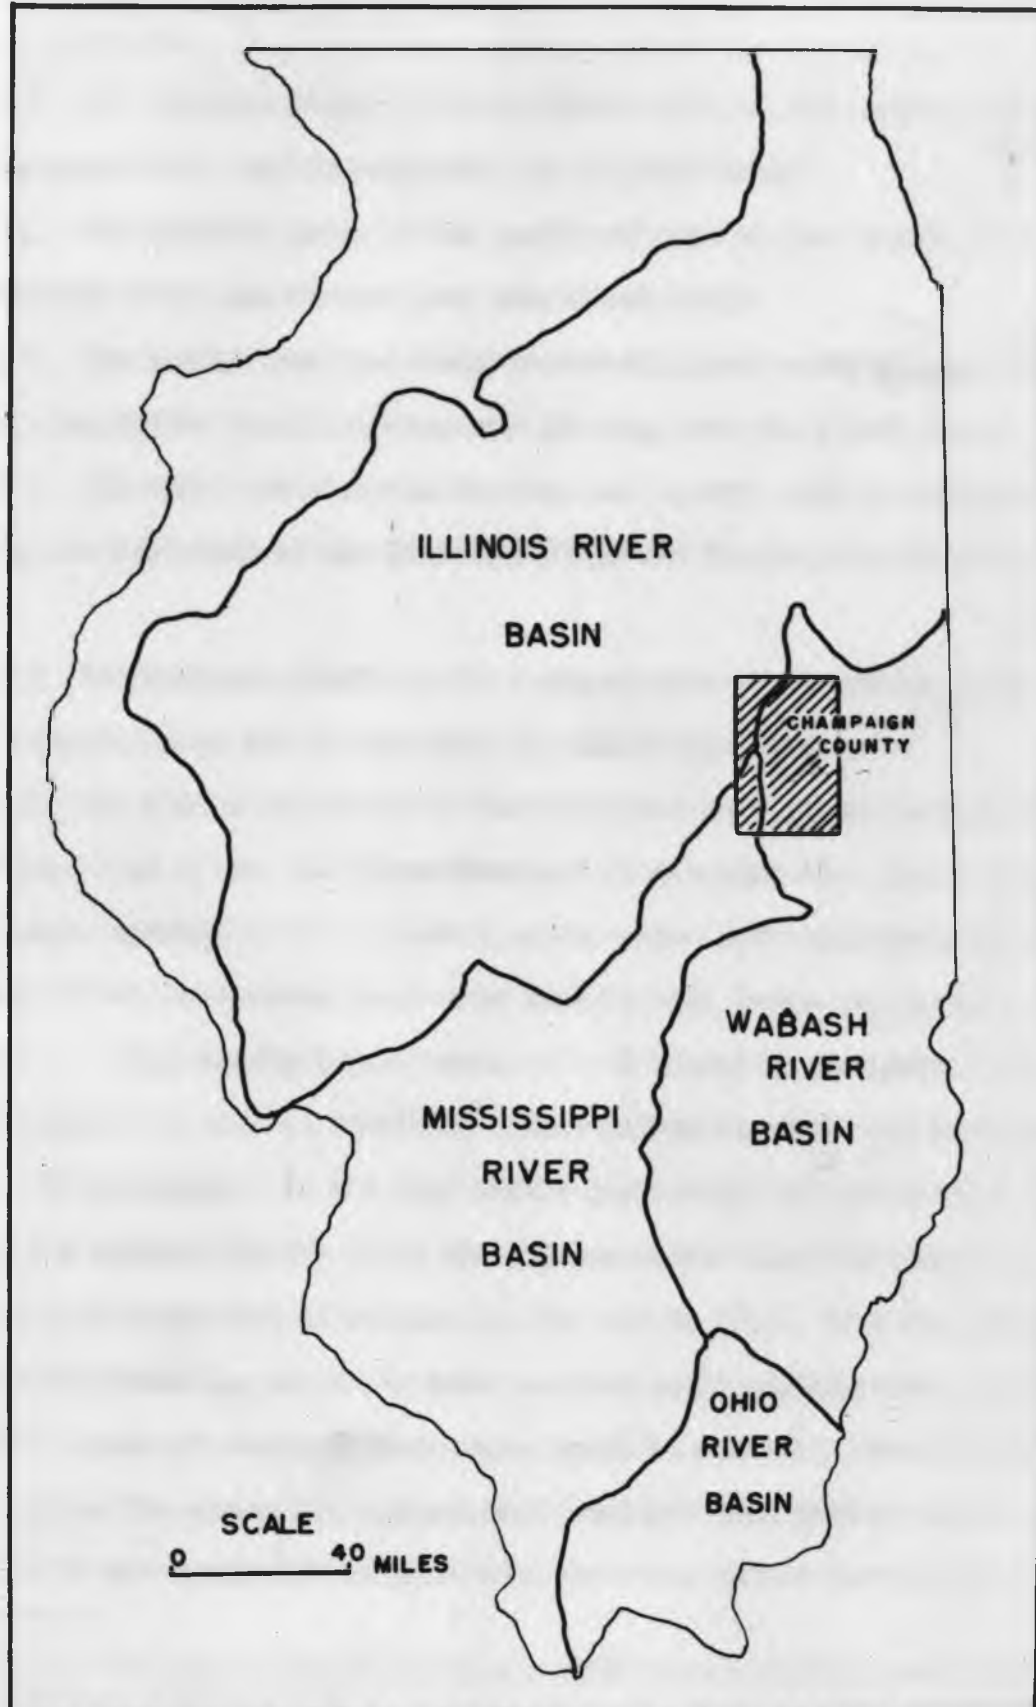 ILLINOIS RIVER
BASIN
CHAMPAIGN
COUNTY
WABASH
RIVER
BASIN
MISSISSIPPI
RIVER
BASIN
OHIO
RIVER
BASIN
SCALE
0 40 MILES